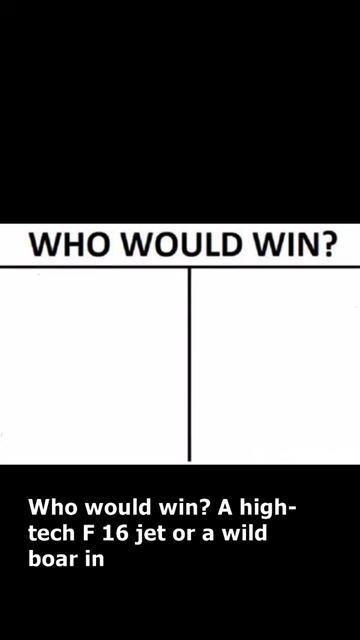 WHO WOULD WIN?
Who would win? A high-
tech F 16 jet or a wild
boar in